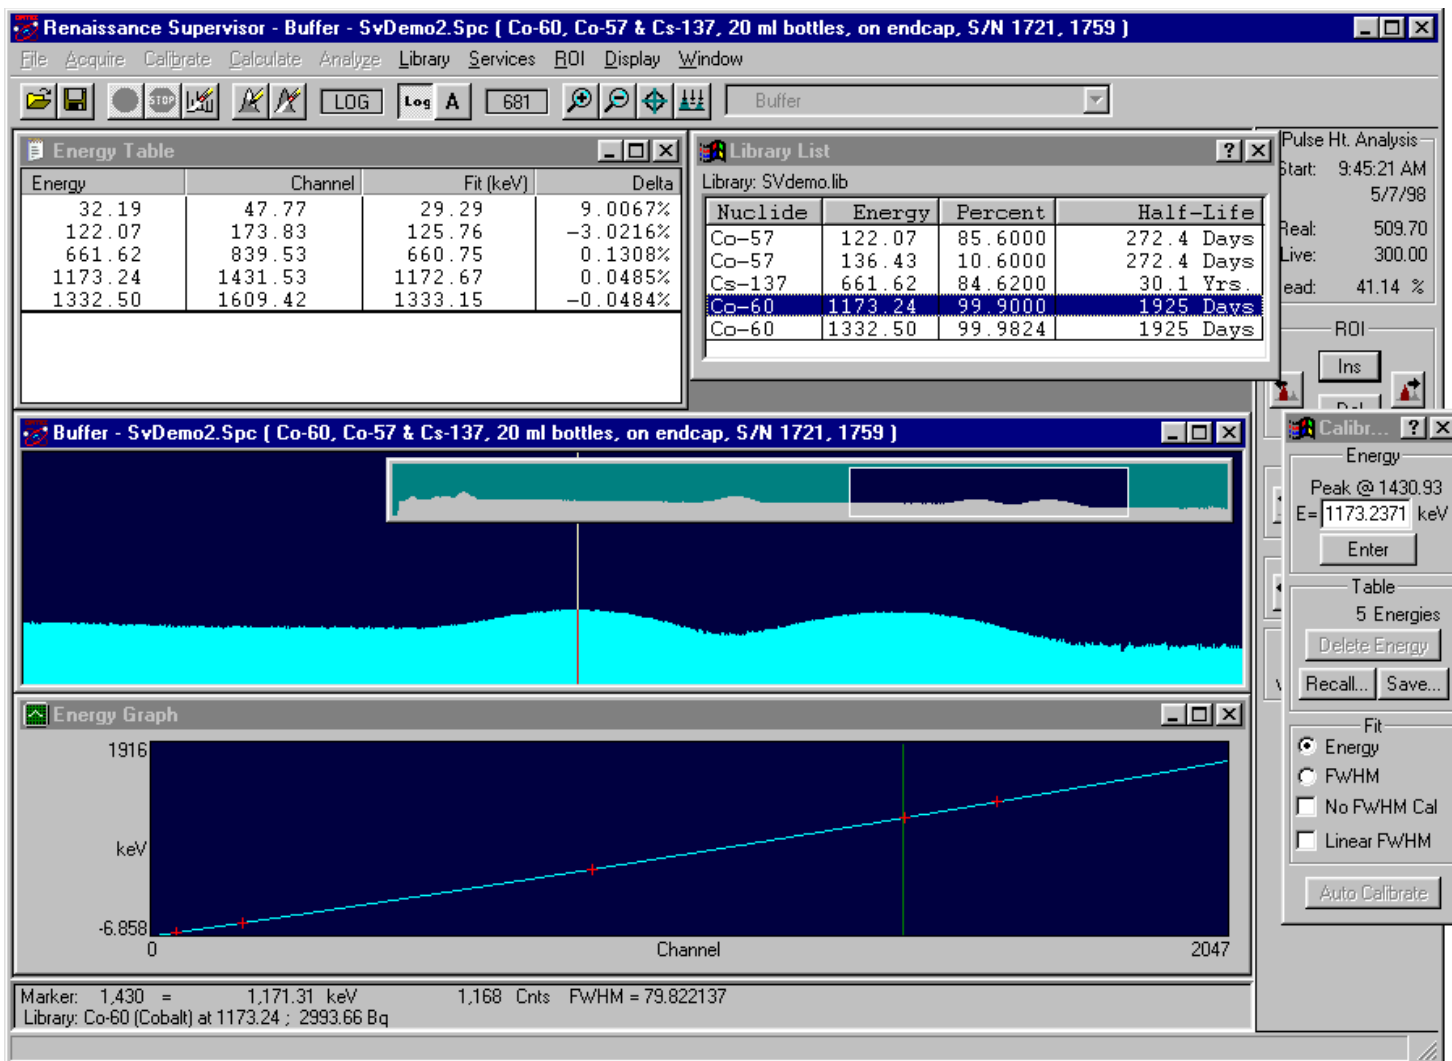 Renaissance Supervisor - Buffer - SvDemo2.Spc ( Co-60, Co-57 & Cs-137, 20 ml bottles, on endcap, S/N 1721, 1759 )
File Acquire Calibrate Calculate Analyze Library Services ROI Display Window
STOP LOG Log A 681 Buffer
Energy Table
Energy Channel Fit (keV) Delta
32.19 47.77 29.29 9.0067%
122.07 173.83 125.76 -3.0216%
661.62 839.53 660.75 0.1308%
1173.24 1431.53 1172.67 0.0485%
1332.50 1609.42 1333.15 -0.0484%
Library List
Library: SVdemo.lib
Nuclide Energy Percent Half-Life
Co-57 122.07 85.6000 272.4 Days
Co-57 136.43 10.6000 272.4 Days
Cs-137 661.62 84.6200 30.1 Yrs.
Co-60 1173.24 99.9000 1925 Days
Co-60 1332.50 99.9824 1925 Days
Pulse Ht. Analysis
Start: 9:45:21 AM
5/7/98
Real: 509.70
Live: 300.00
ead: 41.14 %
ROI
Ins
Buffer - SvDemo2.Spc ( Co-60, Co-57 & Cs-137, 20 ml bottles, on endcap, S/N 1721, 1759 )
Calibr...
Energy
Peak @ 1430.93
E= 1173.2371 keV
Enter
Table
5 Energies
Delete Energy
Recall... Save...
Fit
Energy
FWHM
No FWHM Cal
Linear FWHM
Auto Calibrate
Energy Graph
1916
keV
-6.858
0 Channel 2047
Marker: 1,430 = 1,171.31 keV 1,168 Cnts FWHM = 79.822137
Library: Co-60 (Cobalt) at 1173.24 ; 2993.66 Bq